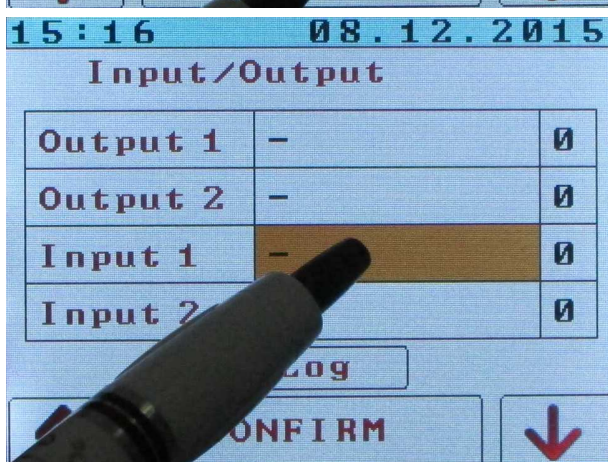 15:16 08.12.2015
Input/Output
Output 1 - 0
Output 2 - 0
Input 1 - 0
Input 2 0
Log